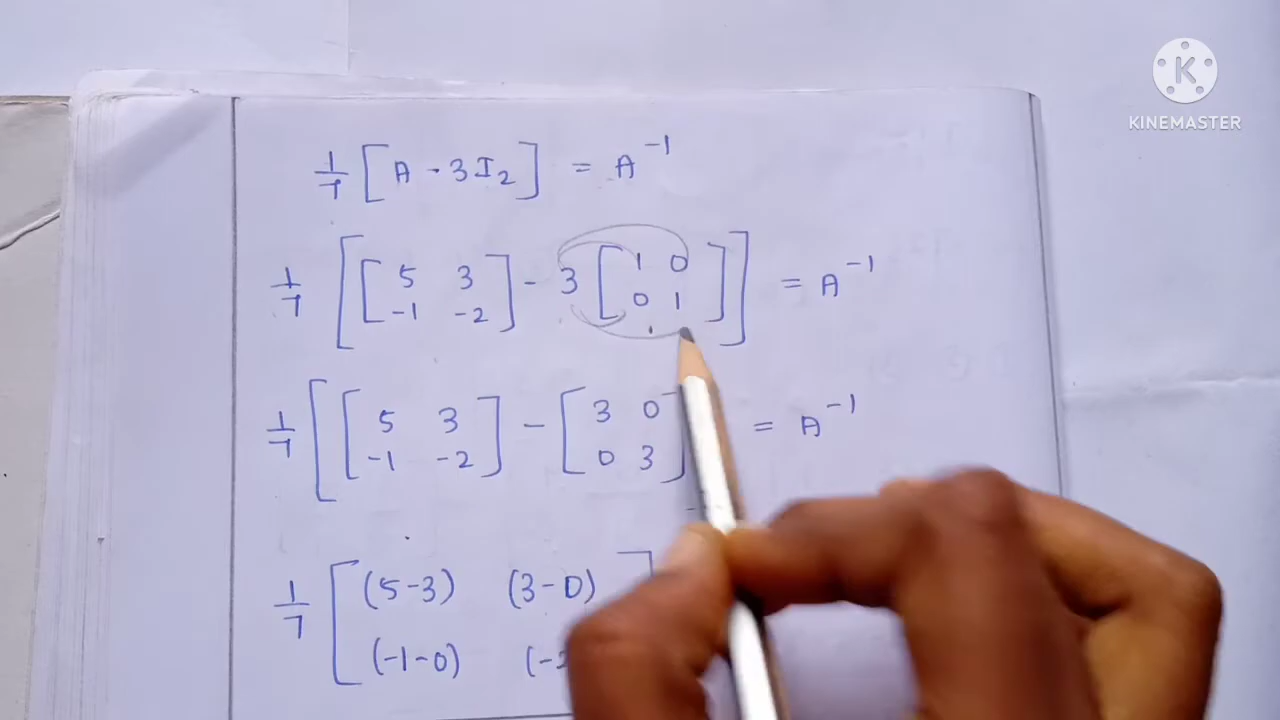 KINEMASTER
1/7 [A - 3I₂] = A⁻¹
1/7 [[5 3; -1 -2] - 3 [1 0; 0 1]] = A⁻¹
1/7 [[5 3; -1 -2] - [3 0; 0 3] = A⁻¹
1/7 [(5-3) (3-0)]
(-1-0) (-2